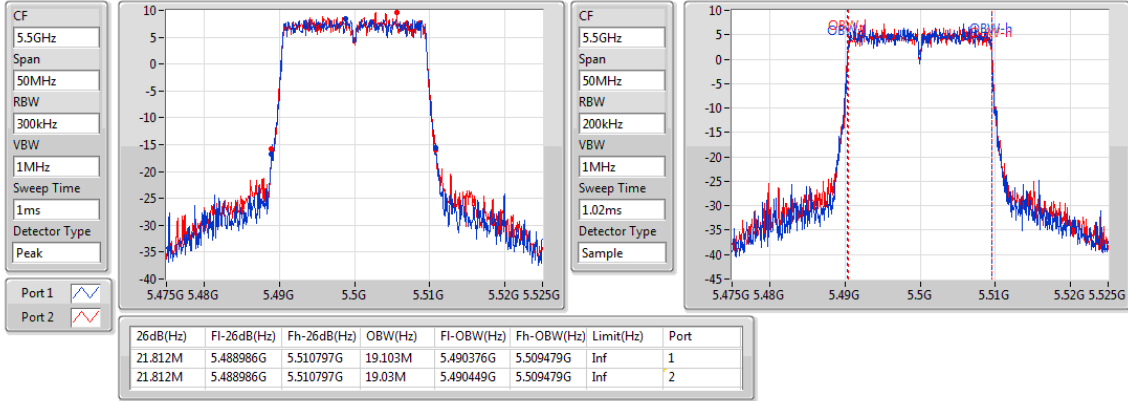 CF
5.5GHz
Span
50MHz
RBW
300kHz
VBW
1MHz
Sweep Time
1ms
Detector Type
Peak
Port 1
Port 2
10
5
0
-5
-10
-15
-20
-25
-30
-35
-40
5.475G 5.48G 5.49G 5.5G 5.51G 5.52G 5.525G
CF
5.5GHz
Span
50MHz
RBW
200kHz
VBW
1MHz
Sweep Time
1.02ms
Detector Type
Sample
10
5
0
-5
-10
-15
-20
-25
-30
-35
-40
-45
OBW-h
5.475G 5.48G 5.49G 5.5G 5.51G 5.52G 5.525G
26dB(Hz) Fl-26dB(Hz) Fh-26dB(Hz) OBW(Hz) Fl-OBW(Hz) Fh-OBW(Hz) Limit(Hz) Port
21.812M 5.488986G 5.510797G 19.103M 5.490376G 5.509479G Inf 1
21.812M 5.488986G 5.510797G 19.03M 5.490449G 5.509479G Inf 2